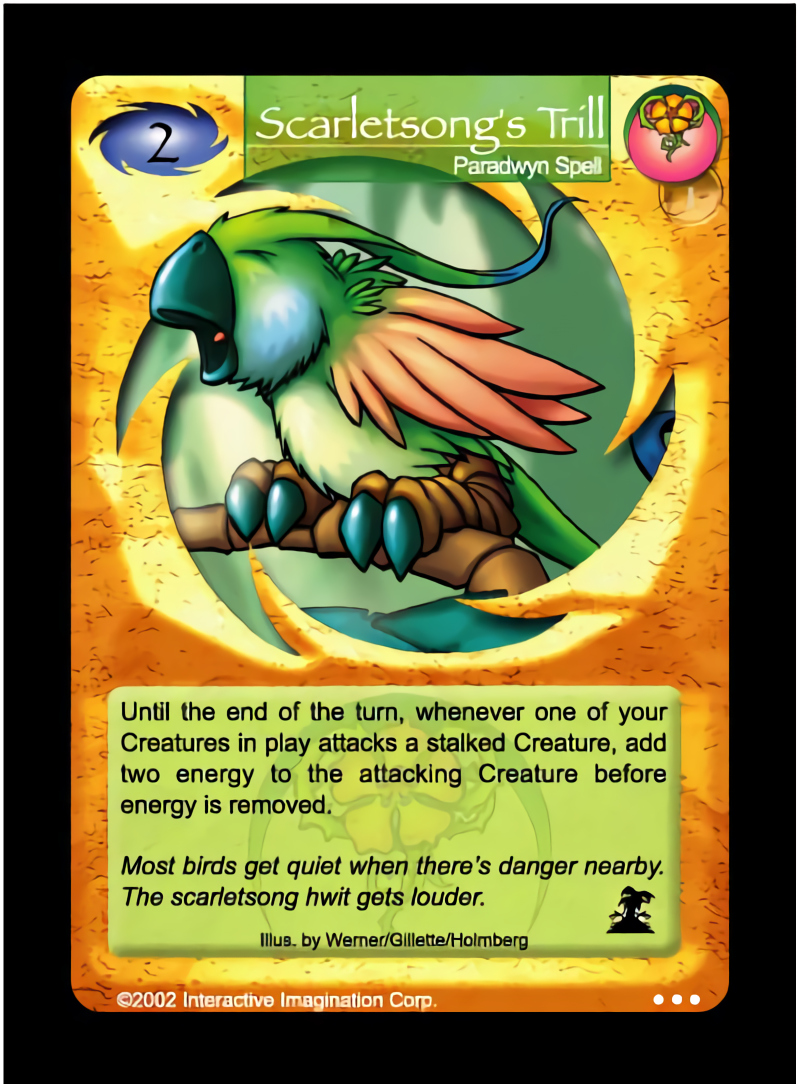 2
Scarletsong's Trill
Paradwyn Spell
Until the end of the turn, whenever one of your
Creatures in play attacks a stalked Creature, add
two energy to the attacking Creature before
energy is removed.
Most birds get quiet when there's danger nearby.
The scarletsong hwit gets louder.
Illus. by Werner/Gillette/Holmberg
©2002 Interactive Imagination Corp.